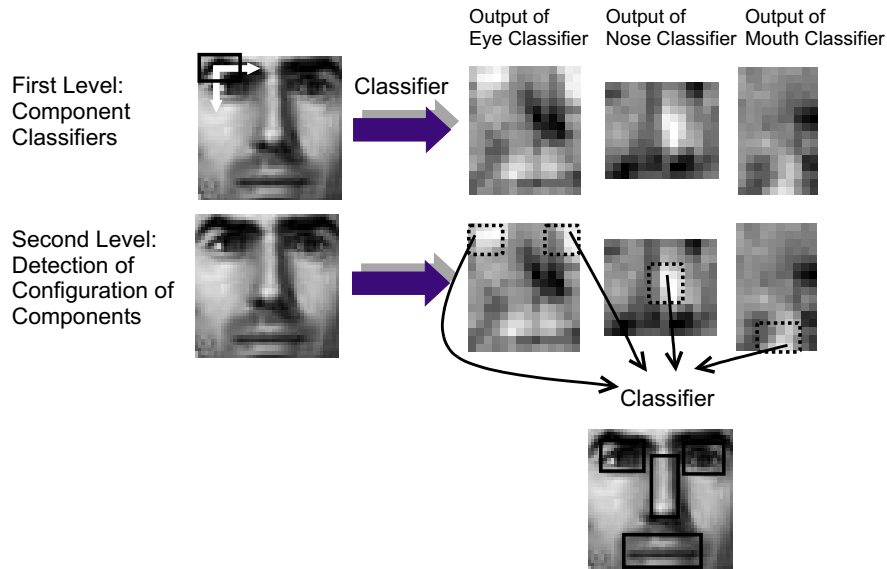 Output of
Eye Classifier
Output of
Nose Classifier
Output of
Mouth Classifier
First Level:
Component
Classifiers
Classifier
Second Level:
Detection of
Configuration of
Components
Classifier